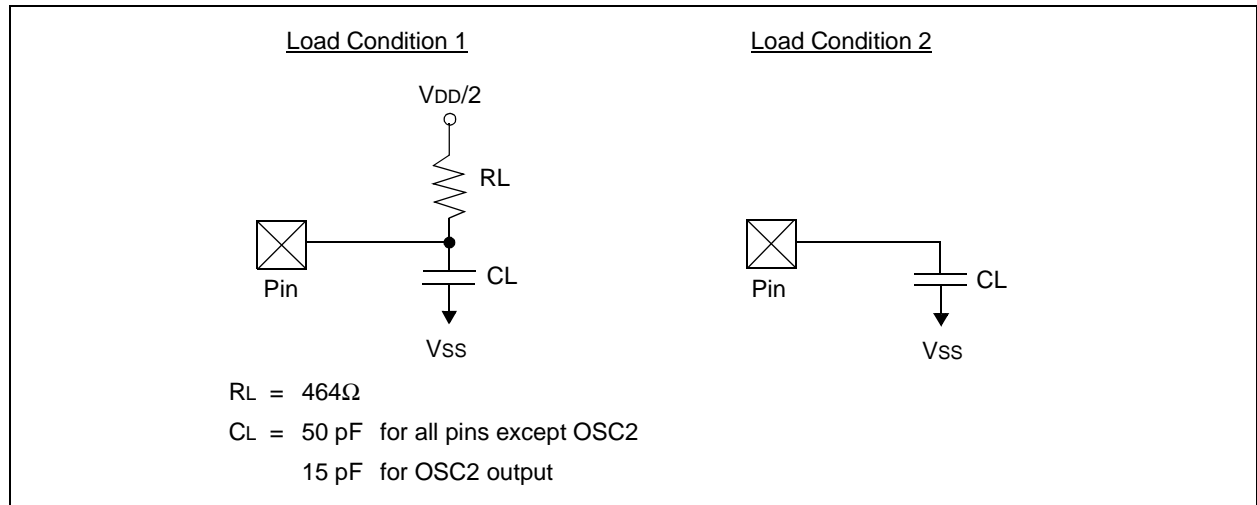 Load Condition 1
Load Condition 2
VDD/2
RL
Pin
CL
VSS
Pin
CL
VSS
RL = 464Ω
CL = 50 pF for all pins except OSC2
15 pF for OSC2 output